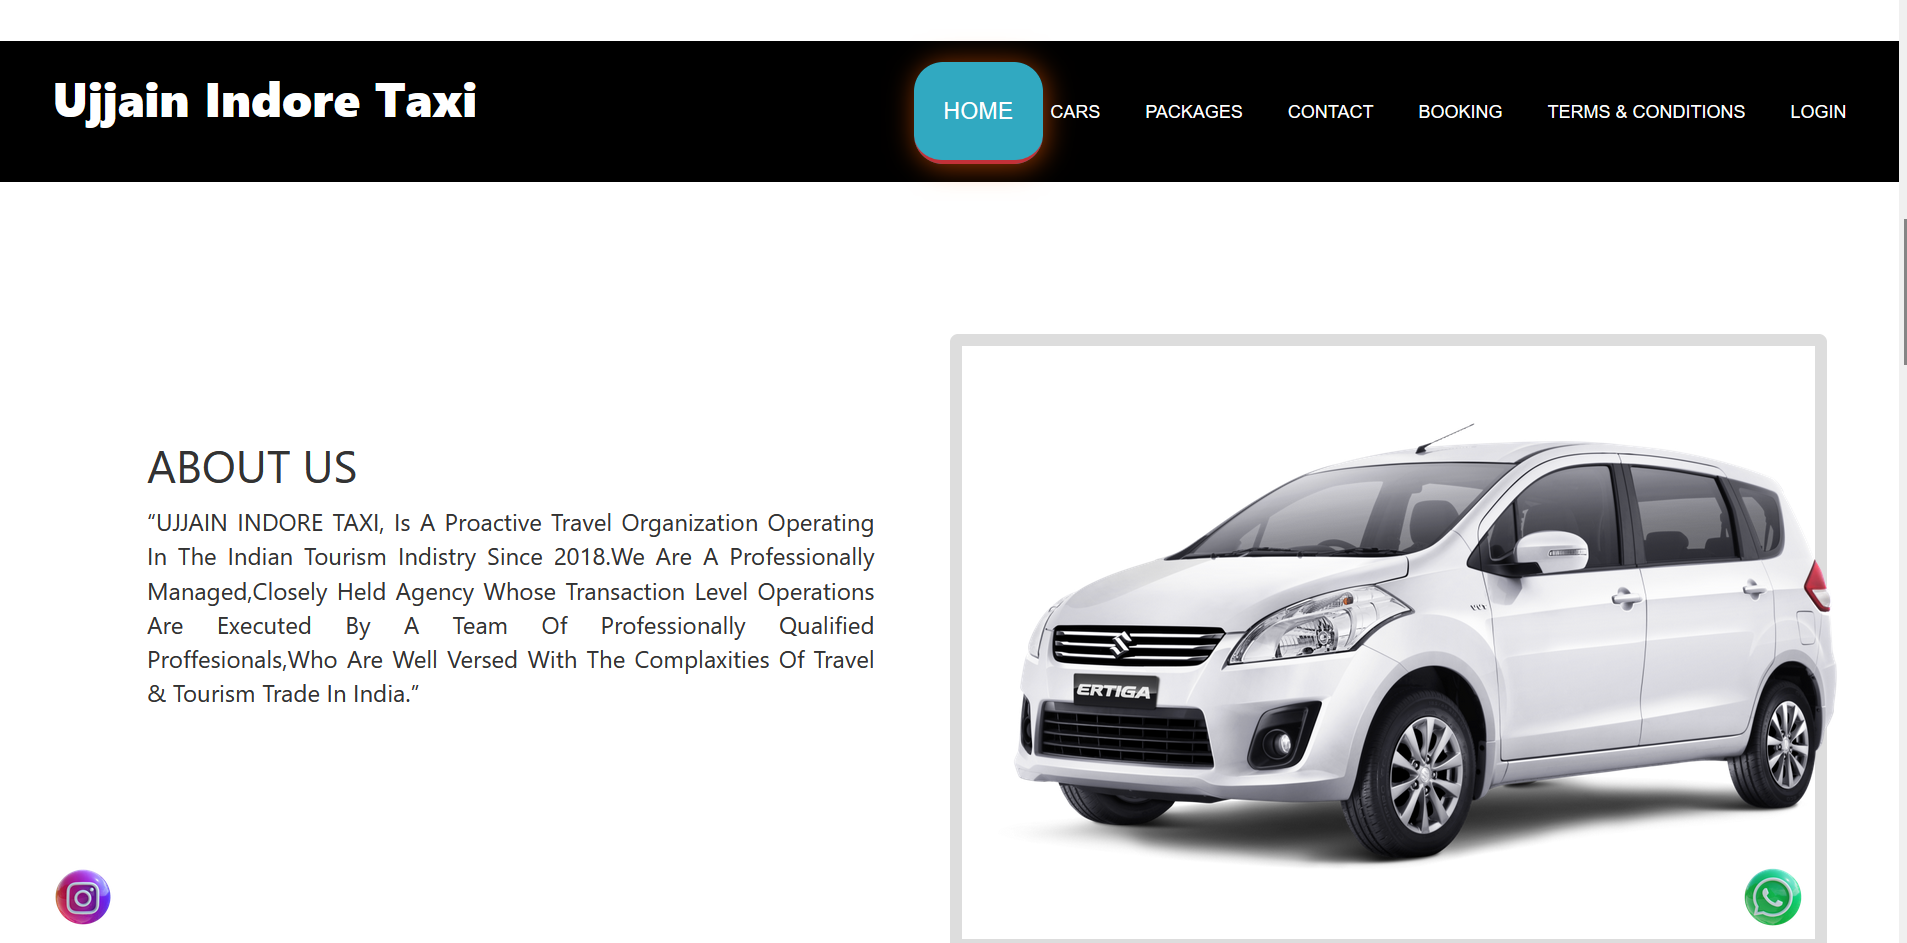 Ujjain Indore Taxi
HOME CARS PACKAGES CONTACT BOOKING TERMS & CONDITIONS LOGIN
ABOUT US
“UJJAIN INDORE TAXI, Is A Proactive Travel Organization Operating
In The Indian Tourism Indistry Since 2018.We Are A Professionally
Managed,Closely Held Agency Whose Transaction Level Operations
Are Executed By A Team Of Professionally Qualified
Proffesionals,Who Are Well Versed With The Complaxities Of Travel
& Tourism Trade In India.”
ERTIGA